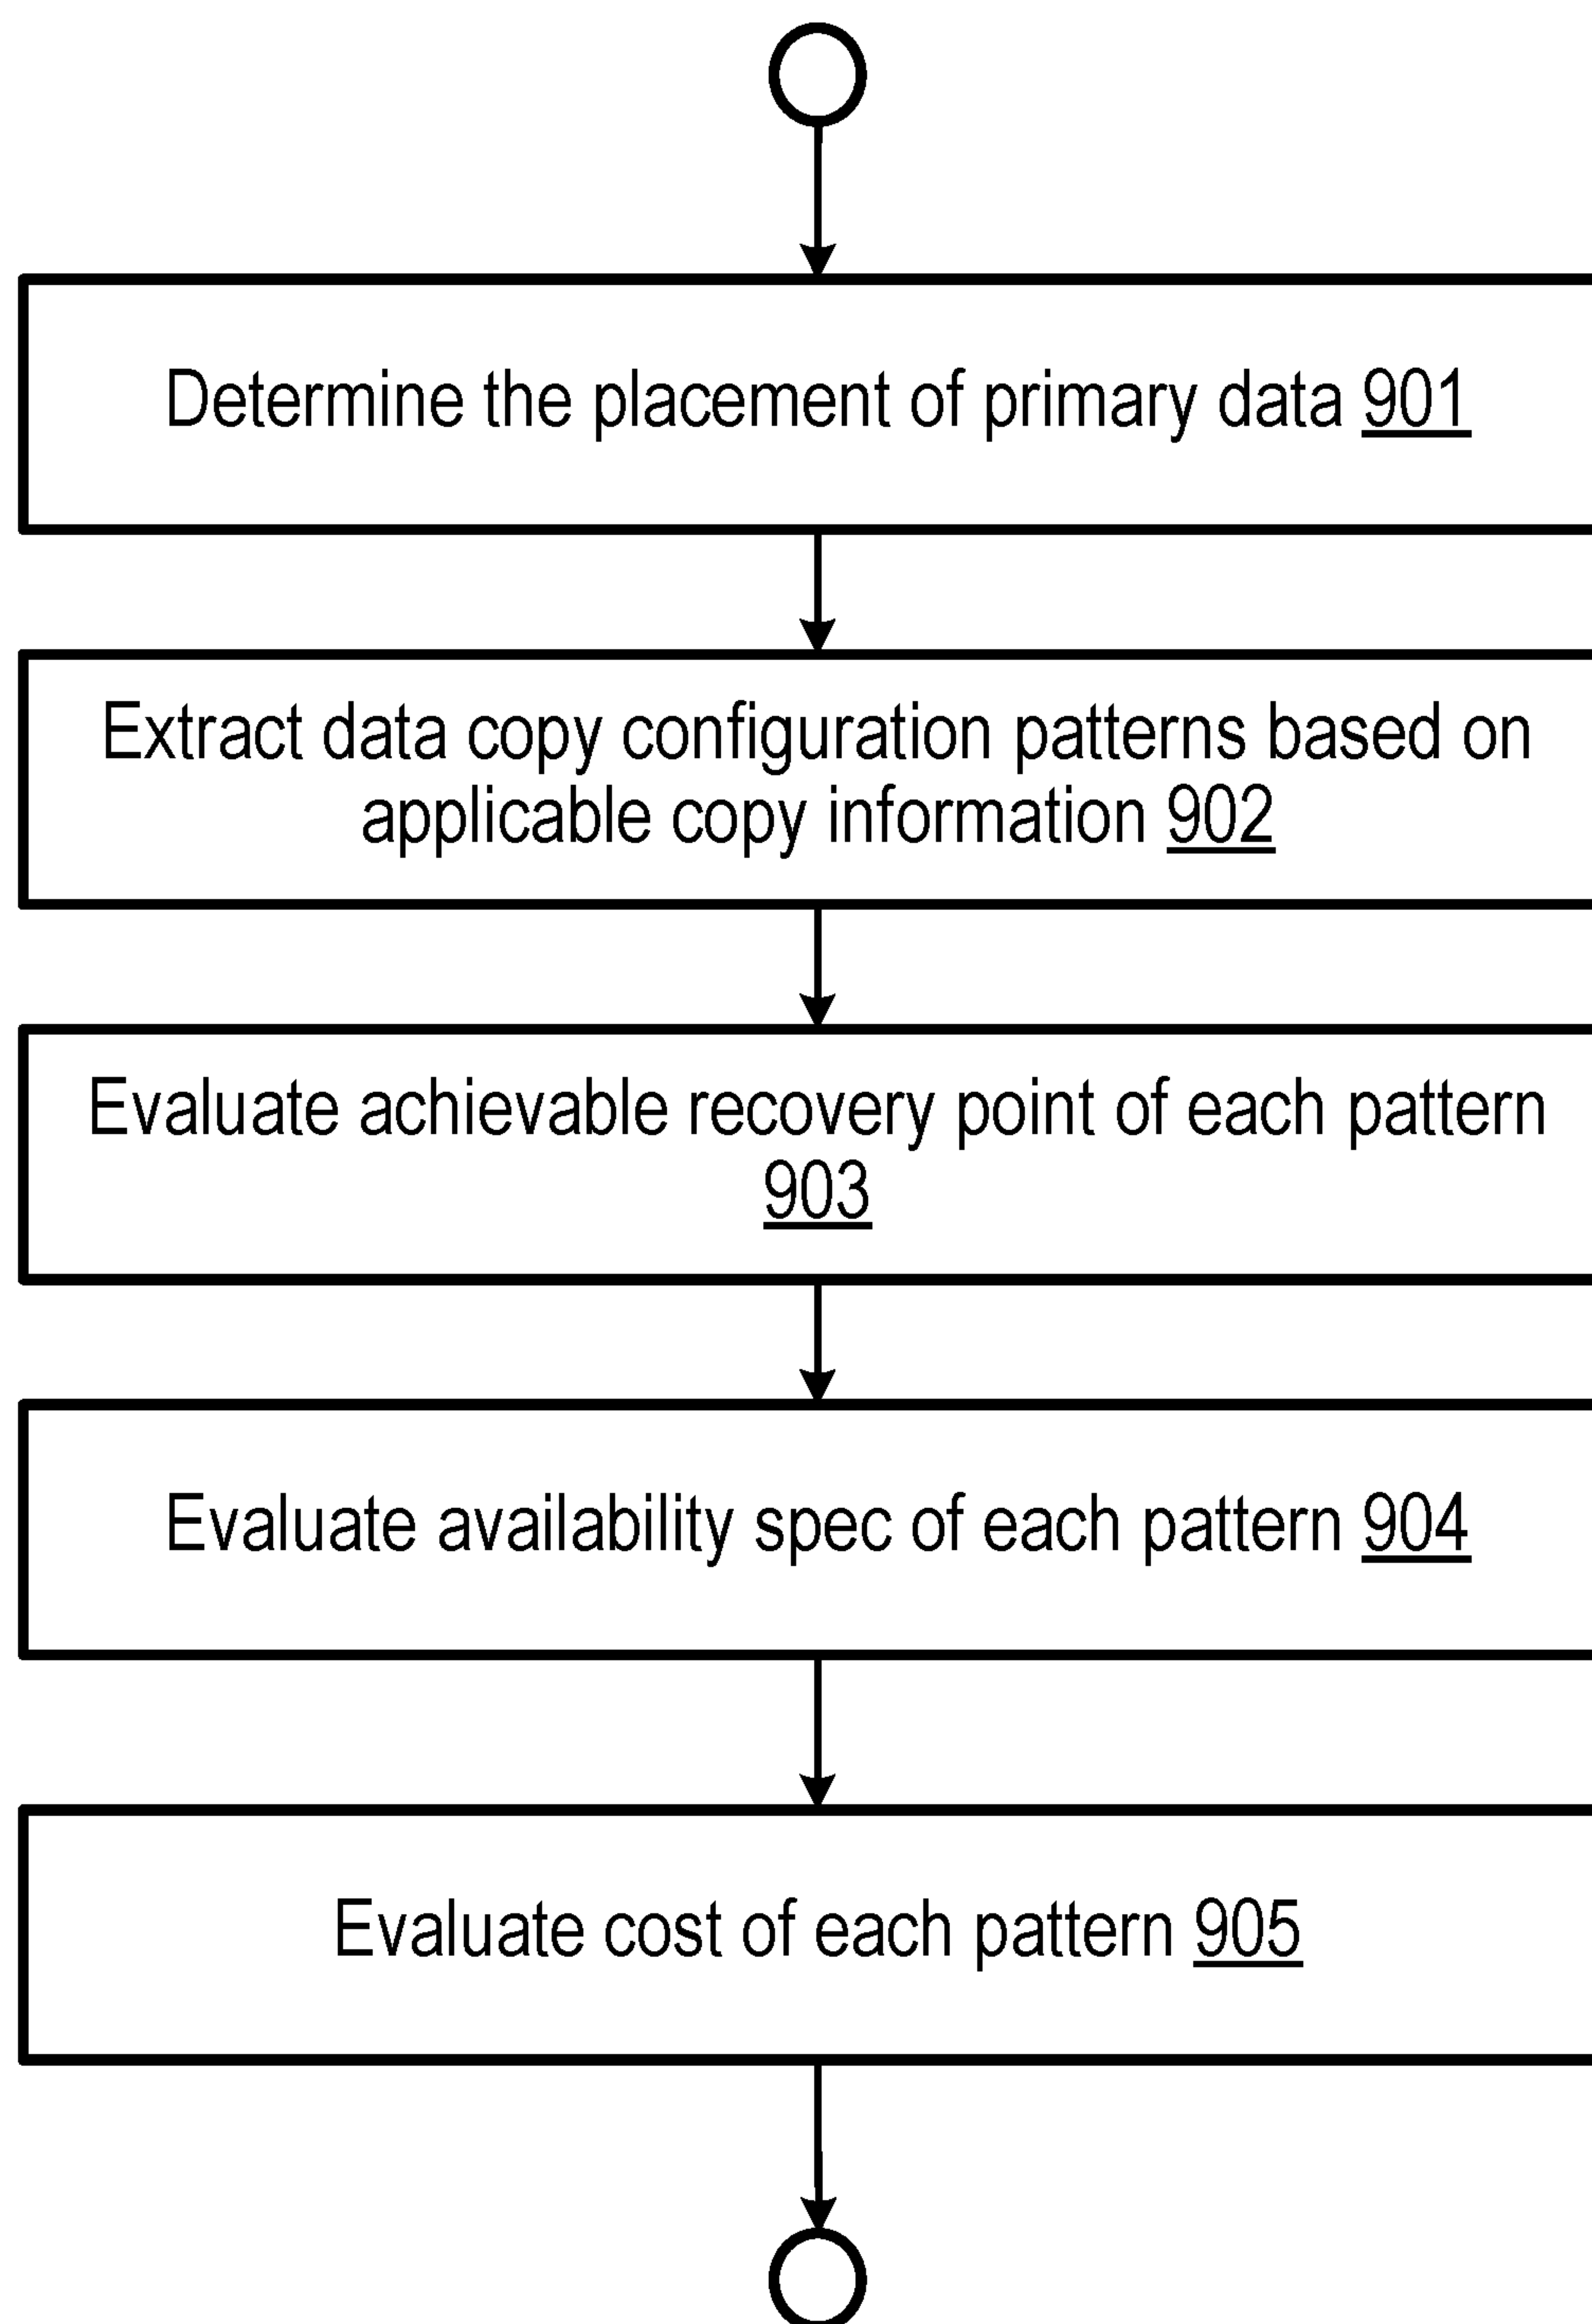 Determine the placement of primary data 901
Extract data copy configuration patterns based on
applicable copy information 902
Evaluate achievable recovery point of each pattern
903
Evaluate availability spec of each pattern 904
Evaluate cost of each pattern 905